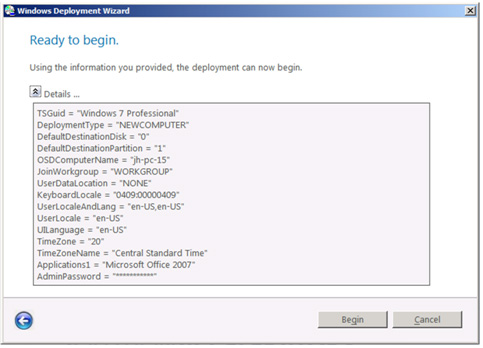 Windows Deployment Wizard
Ready to begin.
Using the information you provided, the deployment can now begin.
Details ...
TSGuid = "Windows 7 Professional"
DeploymentType = "NEWCOMPUTER"
DefaultDestinationDisk = "0"
DefaultDestinationPartition = "1"
OSDComputerName = "jh-pc-15"
JoinWorkgroup = "WORKGROUP"
UserDataLocation = "NONE"
KeyboardLocale = "0409:00000409"
UserLocaleAndLang = "en-US,en-US"
UserLocale = "en-US"
UILanguage = "en-US"
TimeZone = "20"
TimeZoneName = "Central Standard Time"
Applications1 = "Microsoft Office 2007"
AdminPassword = "***********"
Begin Cancel